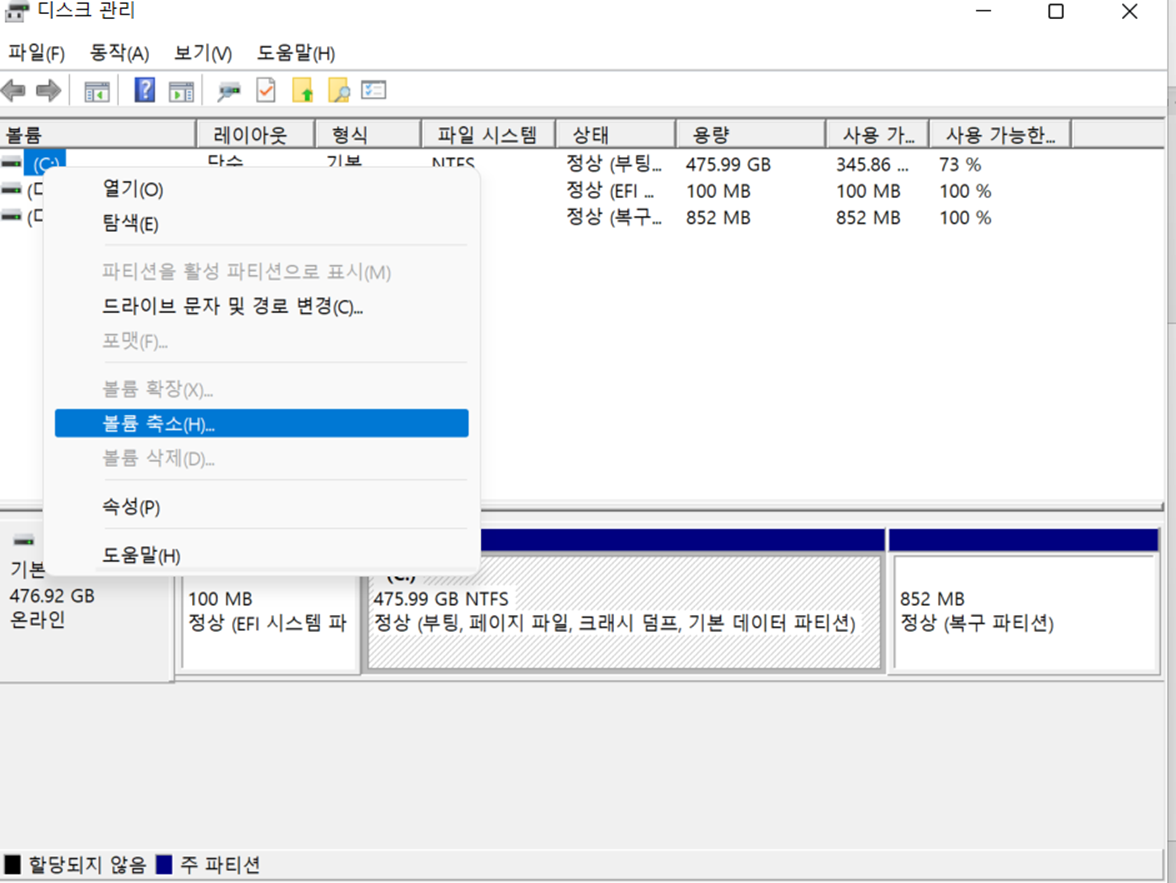 디스크 관리
파일(F) 동작(A) 보기(V) 도움말(H)
볼륨 레이아웃 형식 파일 시스템 상태 용량 사용 가... 사용 가능한...
(C:) 단순 기본 NTFS 정상 (부팅... 475.99 GB 345.86 ... 73 %
정상 (EFI ... 100 MB 100 MB 100 %
정상 (복구... 852 MB 852 MB 100 %
열기(O)
탐색(E)
파티션을 활성 파티션으로 표시(M)
드라이브 문자 및 경로 변경(C)...
포맷(F)...
볼륨 확장(X)...
볼륨 축소(H)...
볼륨 삭제(D)...
속성(P)
도움말(H)
기본
476.92 GB
온라인
100 MB
정상 (EFI 시스템 파
(C:)
475.99 GB NTFS
정상 (부팅, 페이지 파일, 크래시 덤프, 기본 데이터 파티션)
852 MB
정상 (복구 파티션)
할당되지 않음 주 파티션